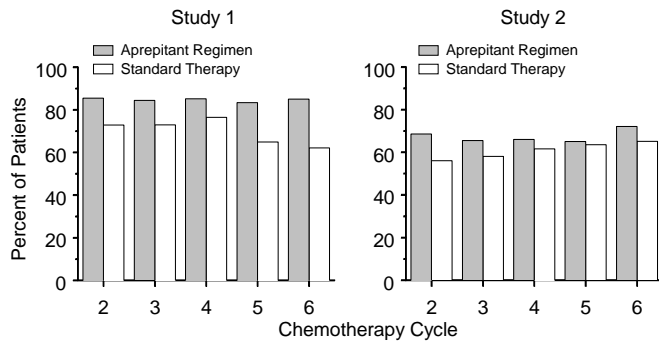 Study 1
Aprepitant Regimen
Standard Therapy
Percent of Patients
100
80
60
40
20
0
2 3 4 5 6
Study 2
Aprepitant Regimen
Standard Therapy
100
80
60
40
20
0
2 3 4 5 6
Chemotherapy Cycle